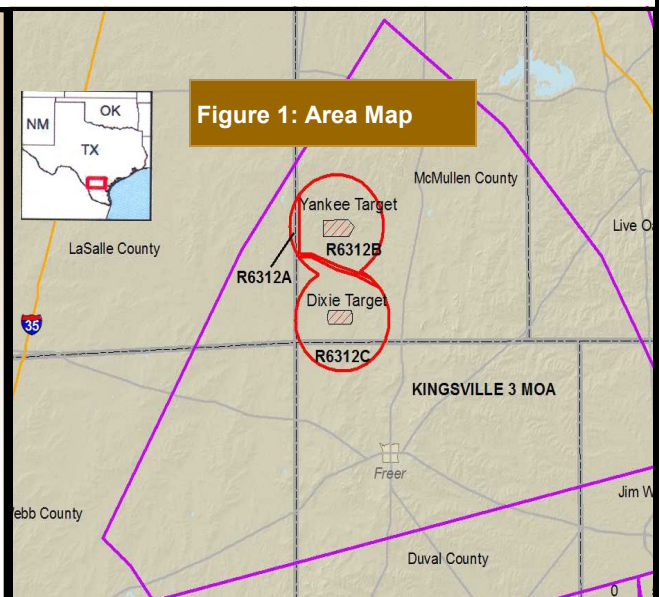 Figure 1: Area Map
NM
OK
TX
McMullen County
Yankee Target
Live O
LaSalle County
R6312B
R6312A
Dixie Target
35
R6312C
KINGSVILLE 3 MOA
Freer
Jim W
ebb County
Duval County
0